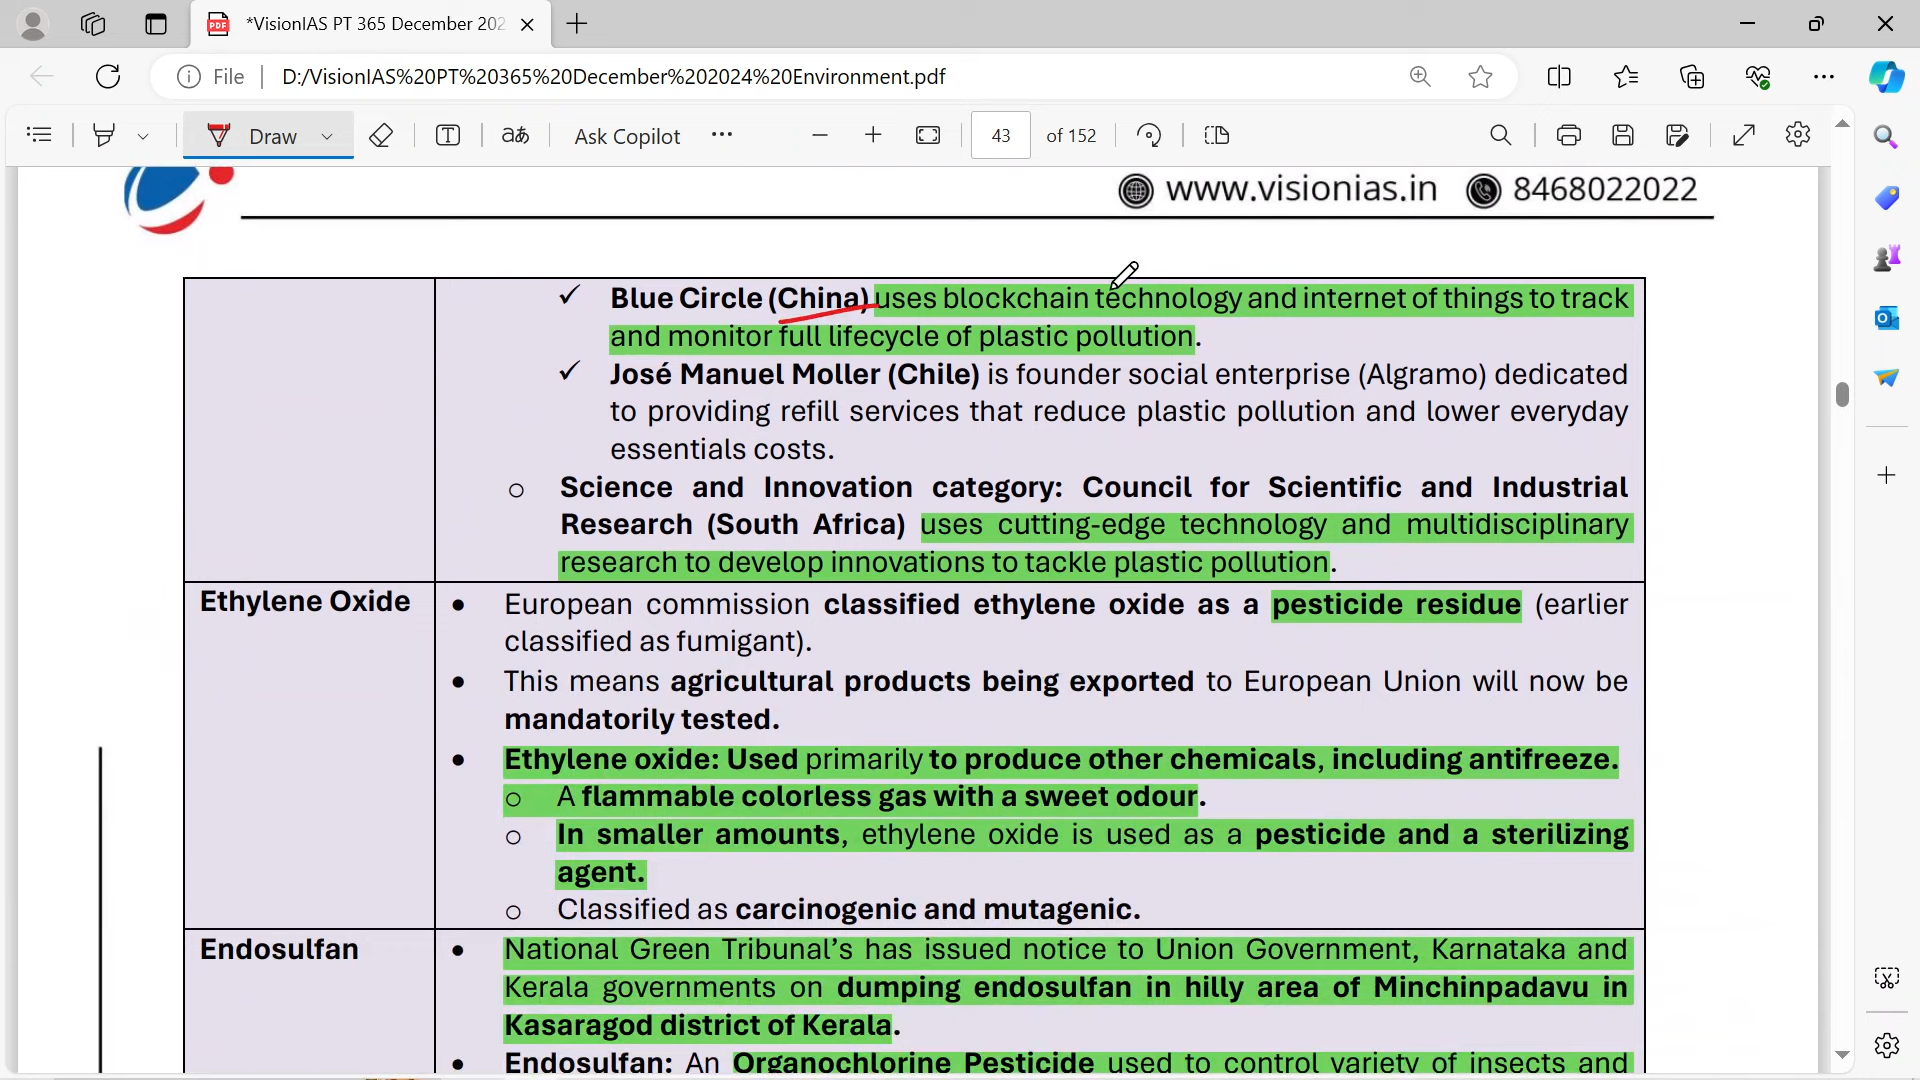 *VisionIAS PT 365 December 202
File
D:/VisionIAS%20PT%20365%20December%202024%20Environment.pdf
Draw
aあ
Ask Copilot
43
of 152
www.visionias.in 8468022022
✓ Blue Circle (China) uses blockchain technology and internet of things to track
and monitor full lifecycle of plastic pollution.
✓ José Manuel Moller (Chile) is founder social enterprise (Algramo) dedicated
to providing refill services that reduce plastic pollution and lower everyday
essentials costs.
o Science and Innovation category: Council for Scientific and Industrial
Research (South Africa) uses cutting-edge technology and multidisciplinary
research to develop innovations to tackle plastic pollution.
Ethylene Oxide
• European commission classified ethylene oxide as a pesticide residue (earlier
classified as fumigant).
• This means agricultural products being exported to European Union will now be
mandatorily tested.
• Ethylene oxide: Used primarily to produce other chemicals, including antifreeze.
o A flammable colorless gas with a sweet odour.
o In smaller amounts, ethylene oxide is used as a pesticide and a sterilizing
agent.
o Classified as carcinogenic and mutagenic.
Endosulfan
• National Green Tribunal’s has issued notice to Union Government, Karnataka and
Kerala governments on dumping endosulfan in hilly area of Minchinpadavu in
Kasaragod district of Kerala.
• Endosulfan: An Organochlorine Pesticide used to control variety of insects and